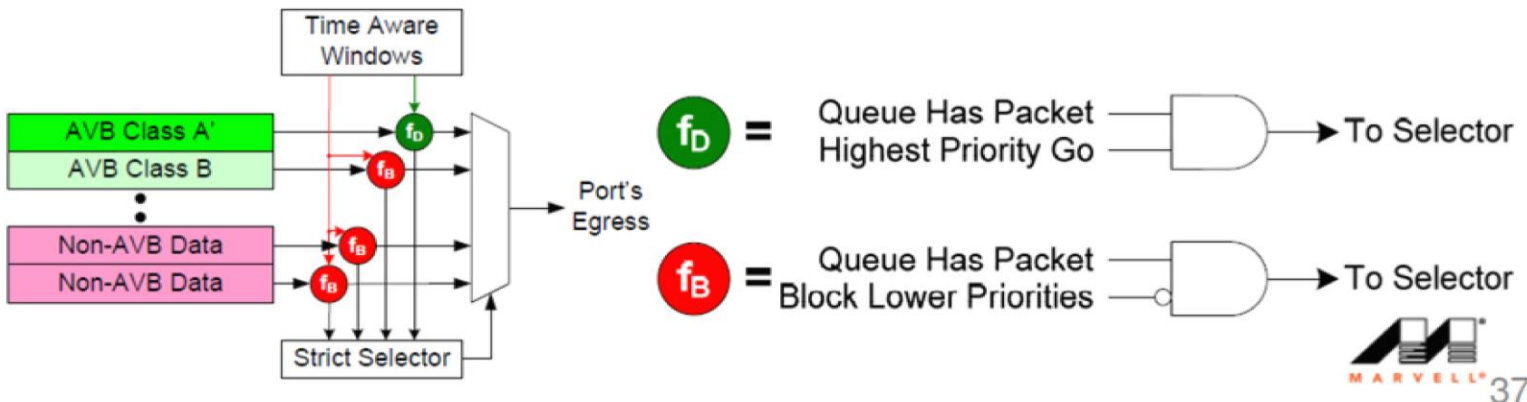 Time Aware
Windows
AVB Class A'
AVB Class B
Non-AVB Data
Non-AVB Data
fD
fB
fB
fB
Port's
Egress
Strict Selector
fD = Queue Has Packet
Highest Priority Go
To Selector
fB = Queue Has Packet
Block Lower Priorities
To Selector
MARVELL®
37